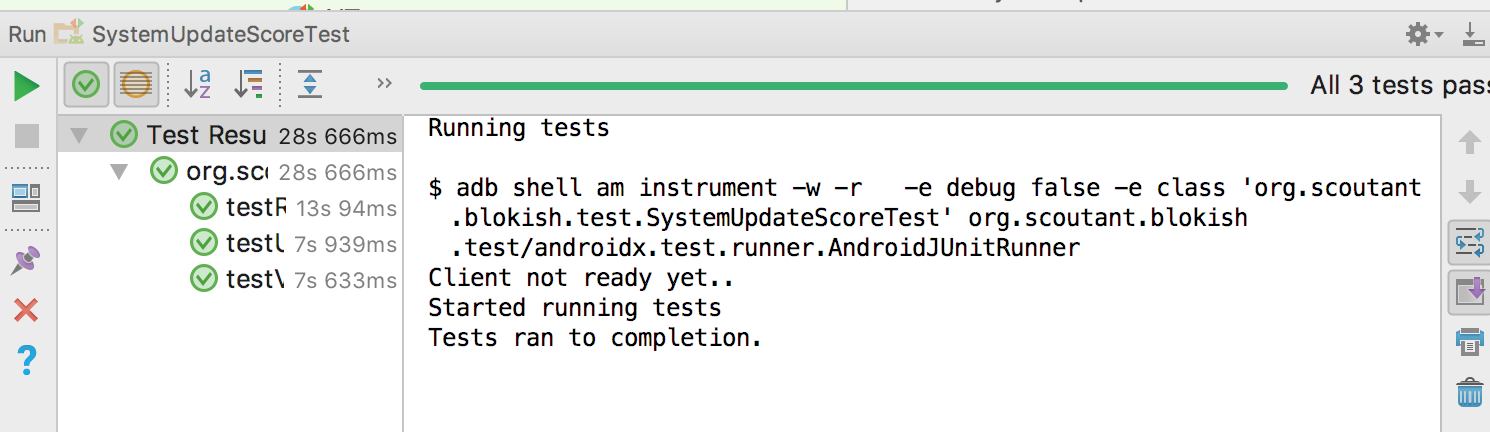 Run SystemUpdateScoreTest
a
z
All 3 tests pas
Test Resu 28s 666ms
org.sc 28s 666ms
testR 13s 94ms
testU 7s 939ms
testV 7s 633ms
Running tests
$ adb shell am instrument -w -r   -e debug false -e class 'org.scoutant
.blokish.test.SystemUpdateScoreTest' org.scoutant.blokish
.test/androidx.test.runner.AndroidJUnitRunner
Client not ready yet..
Started running tests
Tests ran to completion.